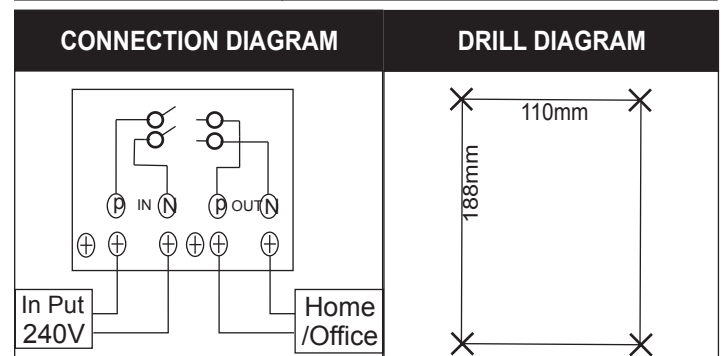 CONNECTION DIAGRAM
DRILL DIAGRAM
110mm
188mm
p IN N p OUT N
In Put
240V
Home
/Office